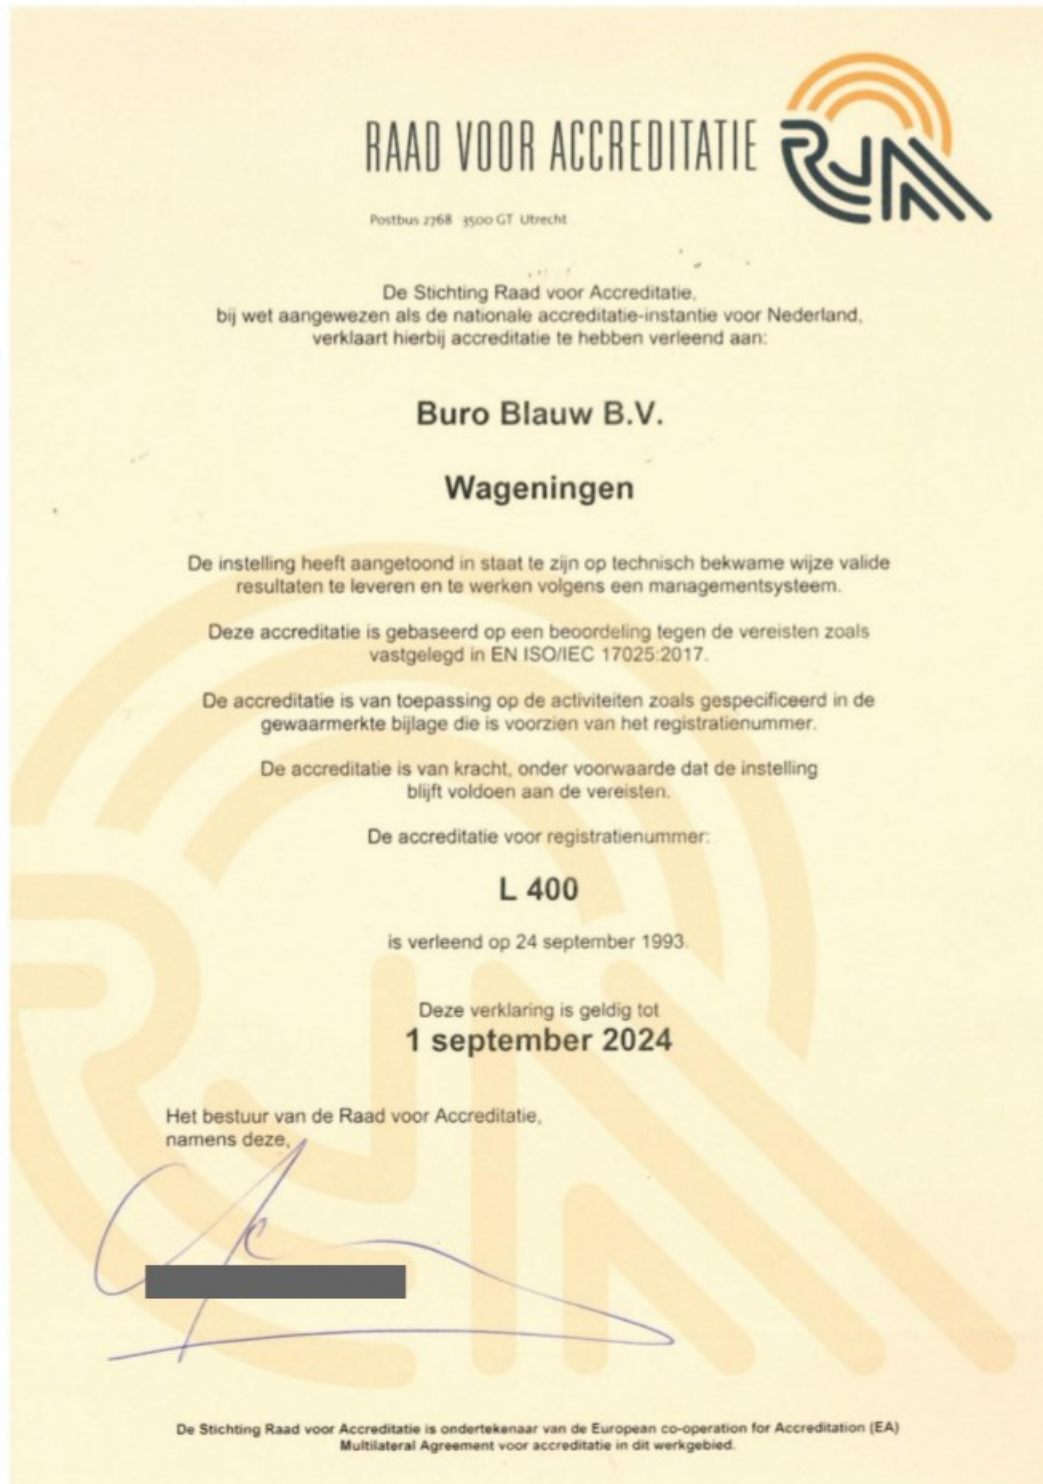 RAAD VOOR ACCREDITATIE
RVA
Postbus 2768 3500 GT Utrecht
De Stichting Raad voor Accreditatie,
bij wet aangewezen als de nationale accreditatie-instantie voor Nederland,
verklaart hierbij accreditatie te hebben verleend aan:
Buro Blauw B.V.
Wageningen
De instelling heeft aangetoond in staat te zijn op technisch bekwame wijze valide
resultaten te leveren en te werken volgens een managementsysteem.
Deze accreditatie is gebaseerd op een beoordeling tegen de vereisten zoals
vastgelegd in EN ISO/IEC 17025:2017.
De accreditatie is van toepassing op de activiteiten zoals gespecificeerd in de
gewaarmerkte bijlage die is voorzien van het registratienummer.
De accreditatie is van kracht, onder voorwaarde dat de instelling
blijft voldoen aan de vereisten.
De accreditatie voor registratienummer:
L 400
is verleend op 24 september 1993.
Deze verklaring is geldig tot
1 september 2024
Het bestuur van de Raad voor Accreditatie,
namens deze,
De Stichting Raad voor Accreditatie is ondertekenaar van de European co-operation for Accreditation (EA)
Multilateral Agreement voor accreditatie in dit werkgebied.